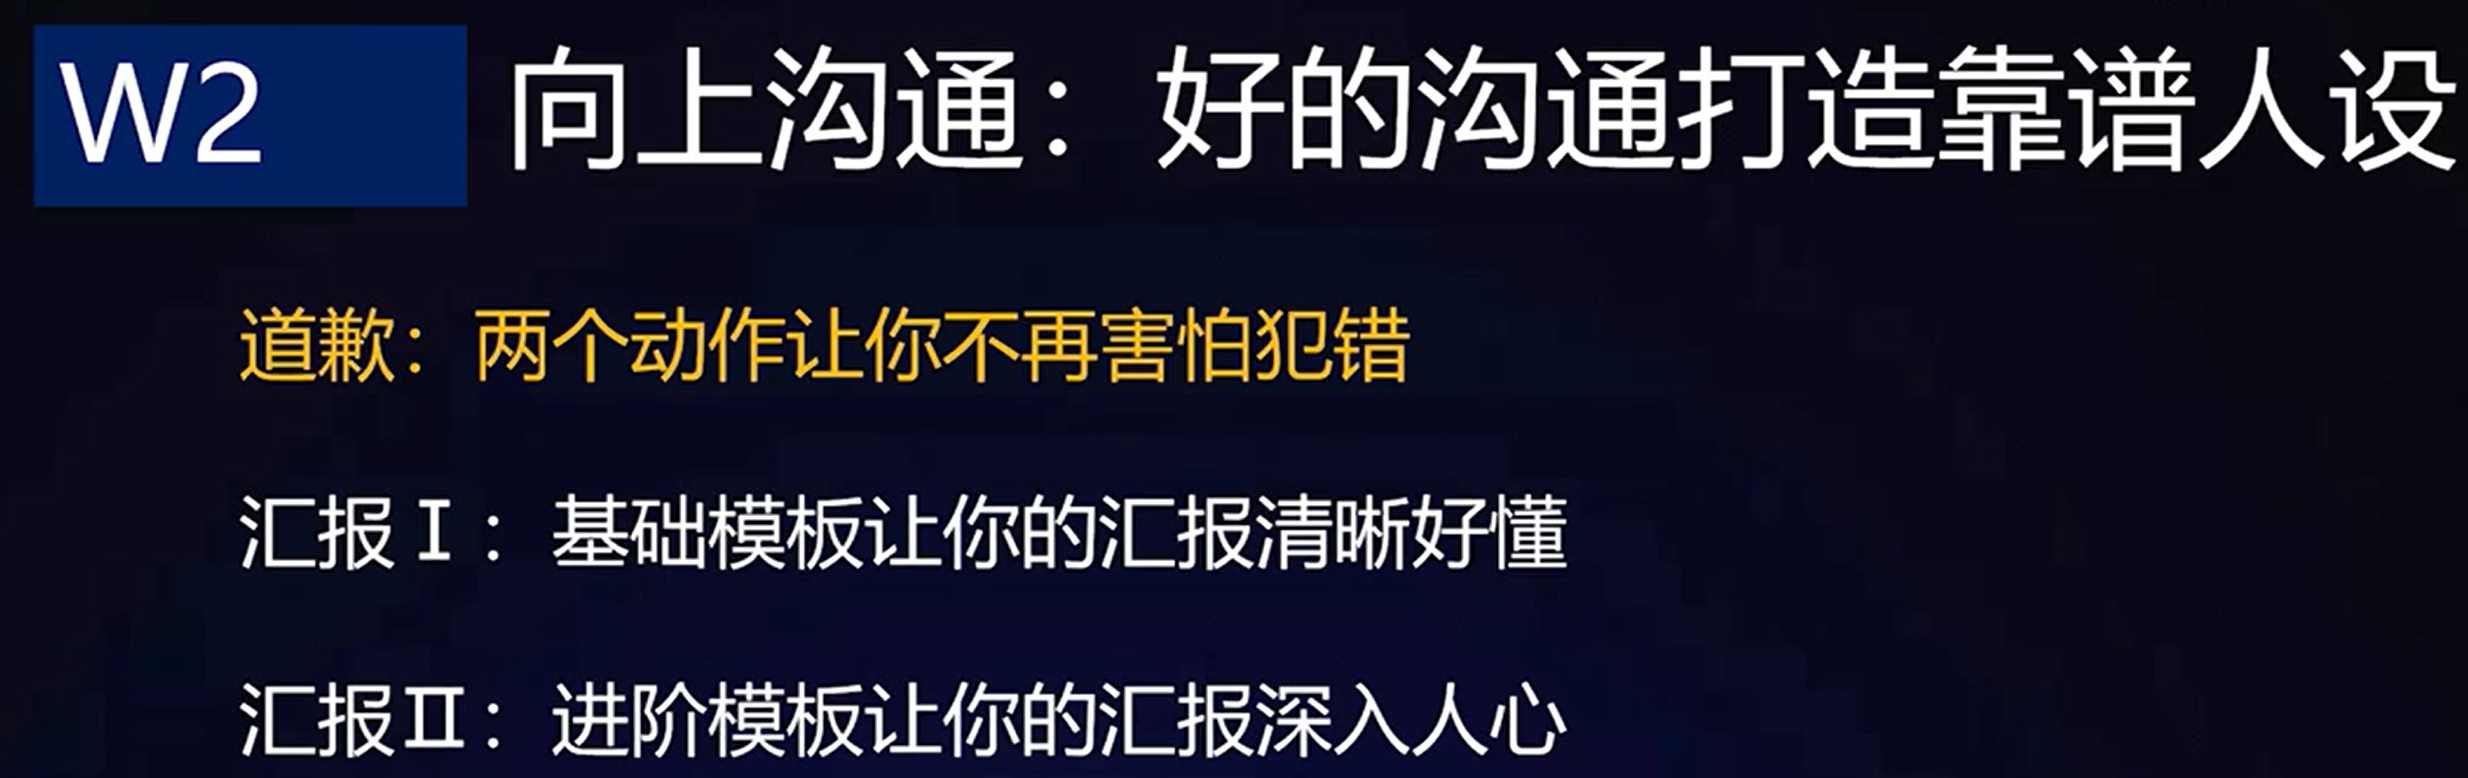 W2 向上沟通：好的沟通打造靠谱人设
道歉：两个动作让你不再害怕犯错
汇报Ⅰ：基础模板让你的汇报清晰好懂
汇报Ⅱ：进阶模板让你的汇报深入人心